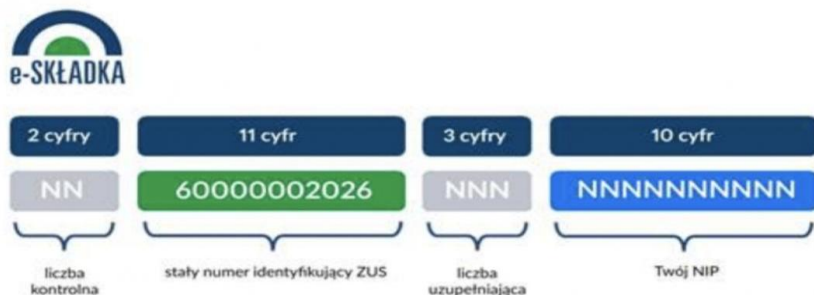 e-SKŁADKA
2 cyfry
11 cyfr
3 cyfry
10 cyfr
NN
60000002026
NNN
NNNNNNNNNN
liczba
kontrolna
stały numer identyfikujący ZUS
liczba
uzupełniająca
Twój NIP